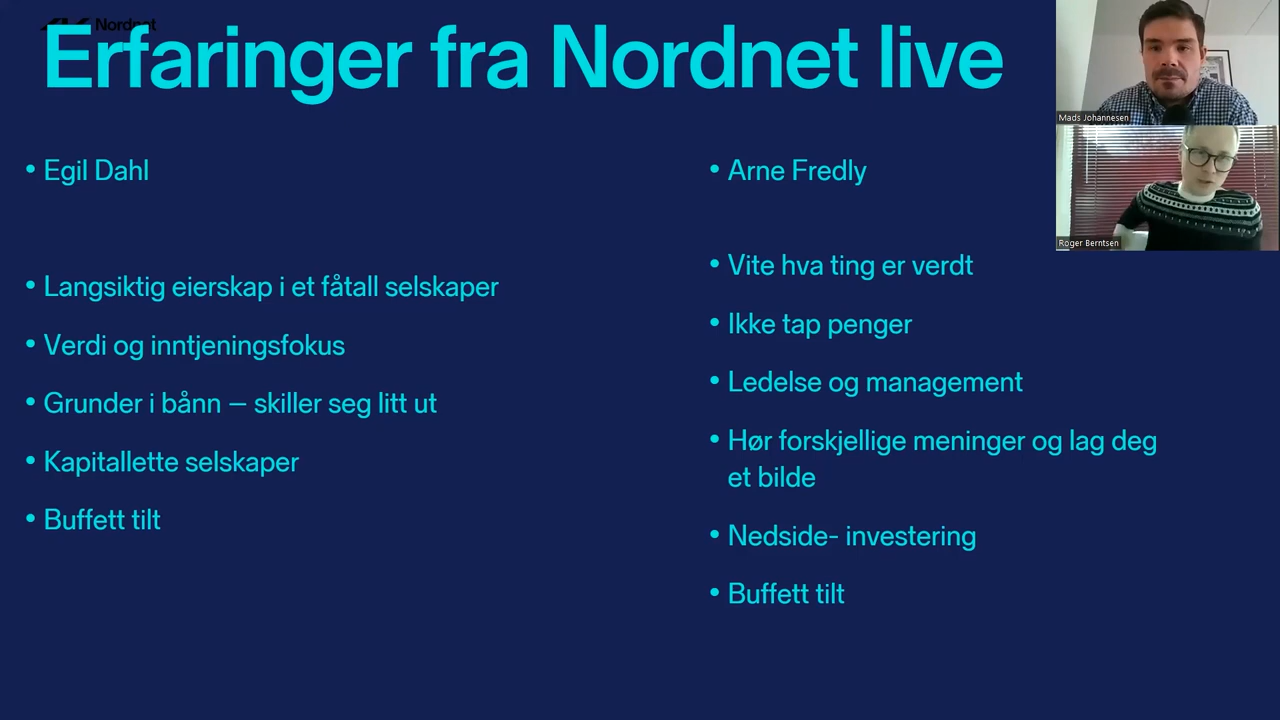 Nordnet
Erfaringer fra Nordnet live
Mads Johannesen
Roger Berntsen
• Egil Dahl
• Langsiktig eierskap i et fåtall selskaper
• Verdi og inntjeningsfokus
• Grunder i bånn – skiller seg litt ut
• Kapitallette selskaper
• Buffett tilt
• Arne Fredly
• Vite hva ting er verdt
• Ikke tap penger
• Ledelse og management
• Hør forskjellige meninger og lag deg
et bilde
• Nedside- investering
• Buffett tilt